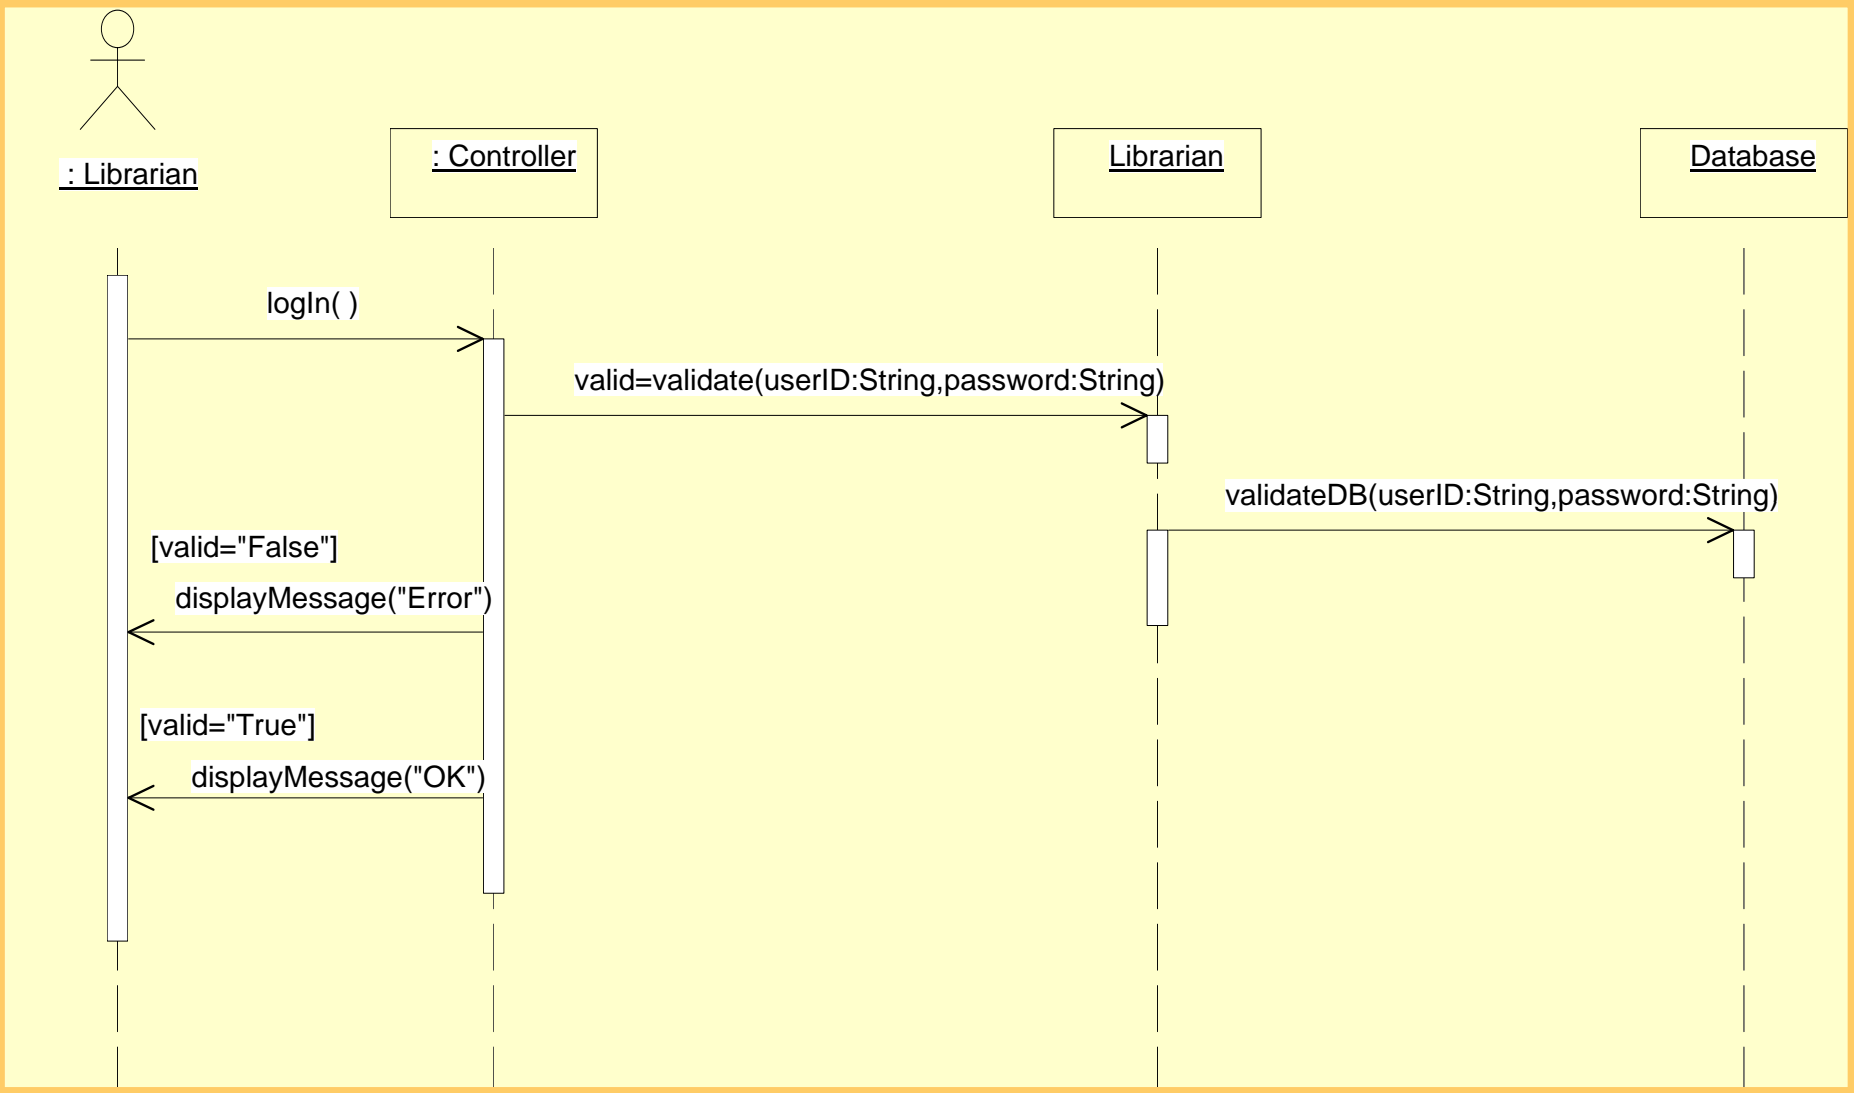 : Librarian
: Controller
Librarian
Database
logIn( )
valid=validate(userID:String,password:String)
validateDB(userID:String,password:String)
[valid="False"]
displayMessage("Error")
[valid="True"]
displayMessage("OK")